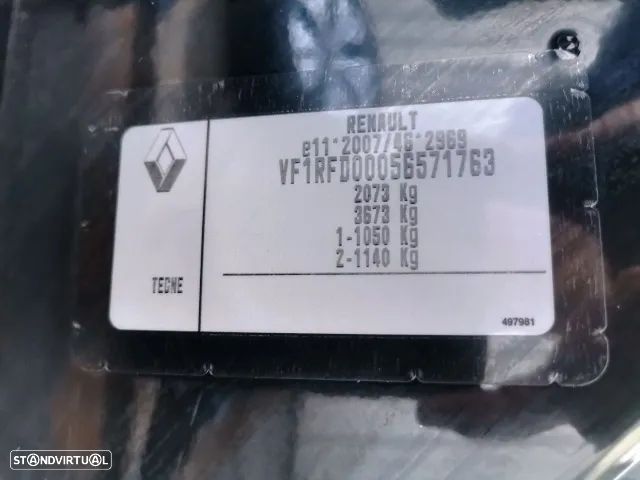 RENAULT
e11*2007/46*2969
VF1RFD00056571763
2073 Kg
3673 Kg
1-1050 Kg
2-1140 Kg
TECNE
497981
STANDVIRTUAL